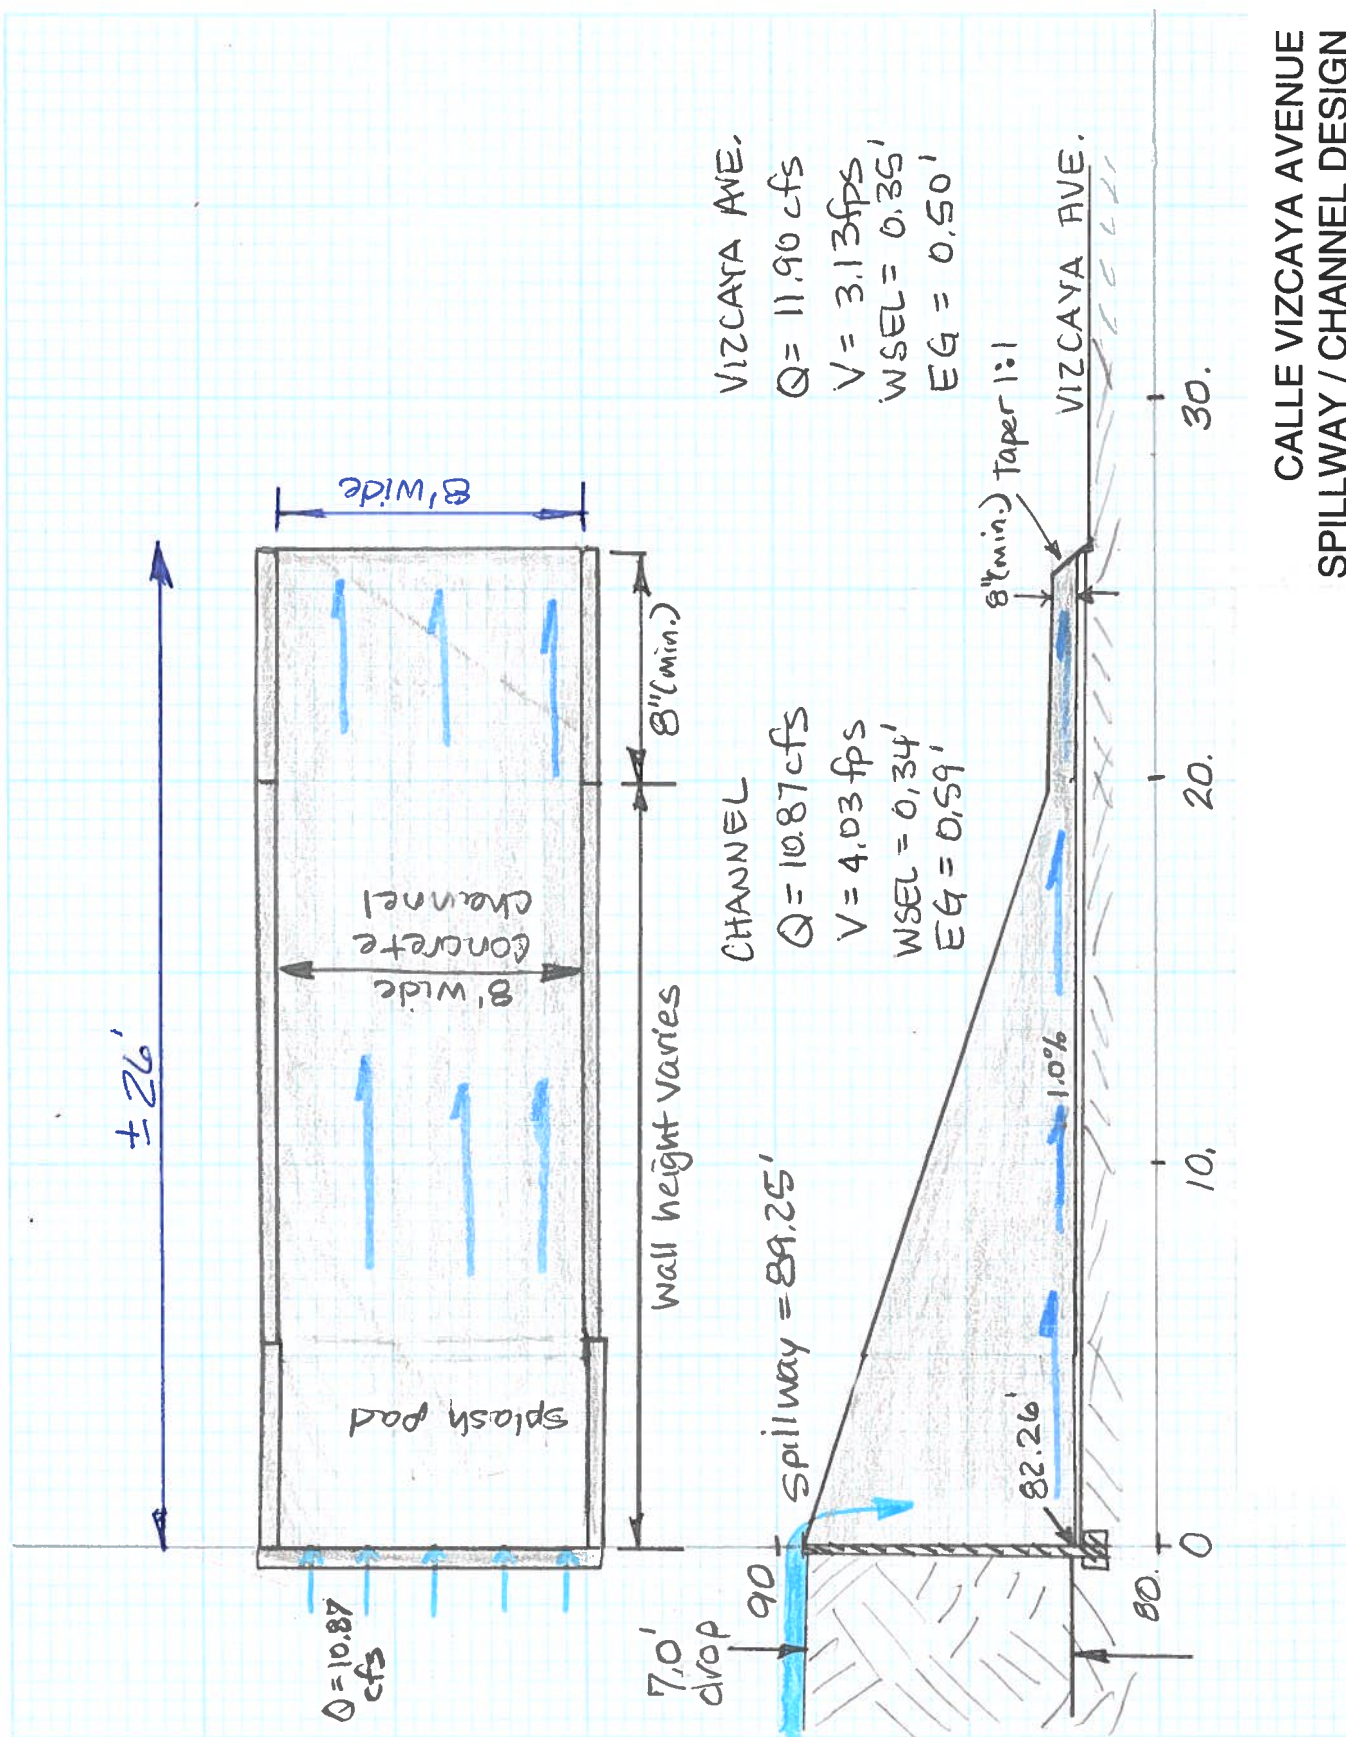 CALLE VIZCAYA AVENUE
SPILLWAY / CHANNEL DESIGN
± 26'
Q = 10.87
cfs
splash pad
8' wide
concrete
channel
8' wide
wall height varies
8"(min.)
7.0'
drop
90
spillway = 89.25'
CHANNEL
Q = 10.87 cfs
V = 4.03 fps
WSEL = 0.34'
EG = 0.59'
VIZCAYA AVE.
Q = 11.90 cfs
V = 3.13 fps
WSEL = 0.35'
EG = 0.50'
8"(min.)
Taper 1:1
VIZCAYA AVE.
82.26'
1.0%
80.
0
10.
20.
30.